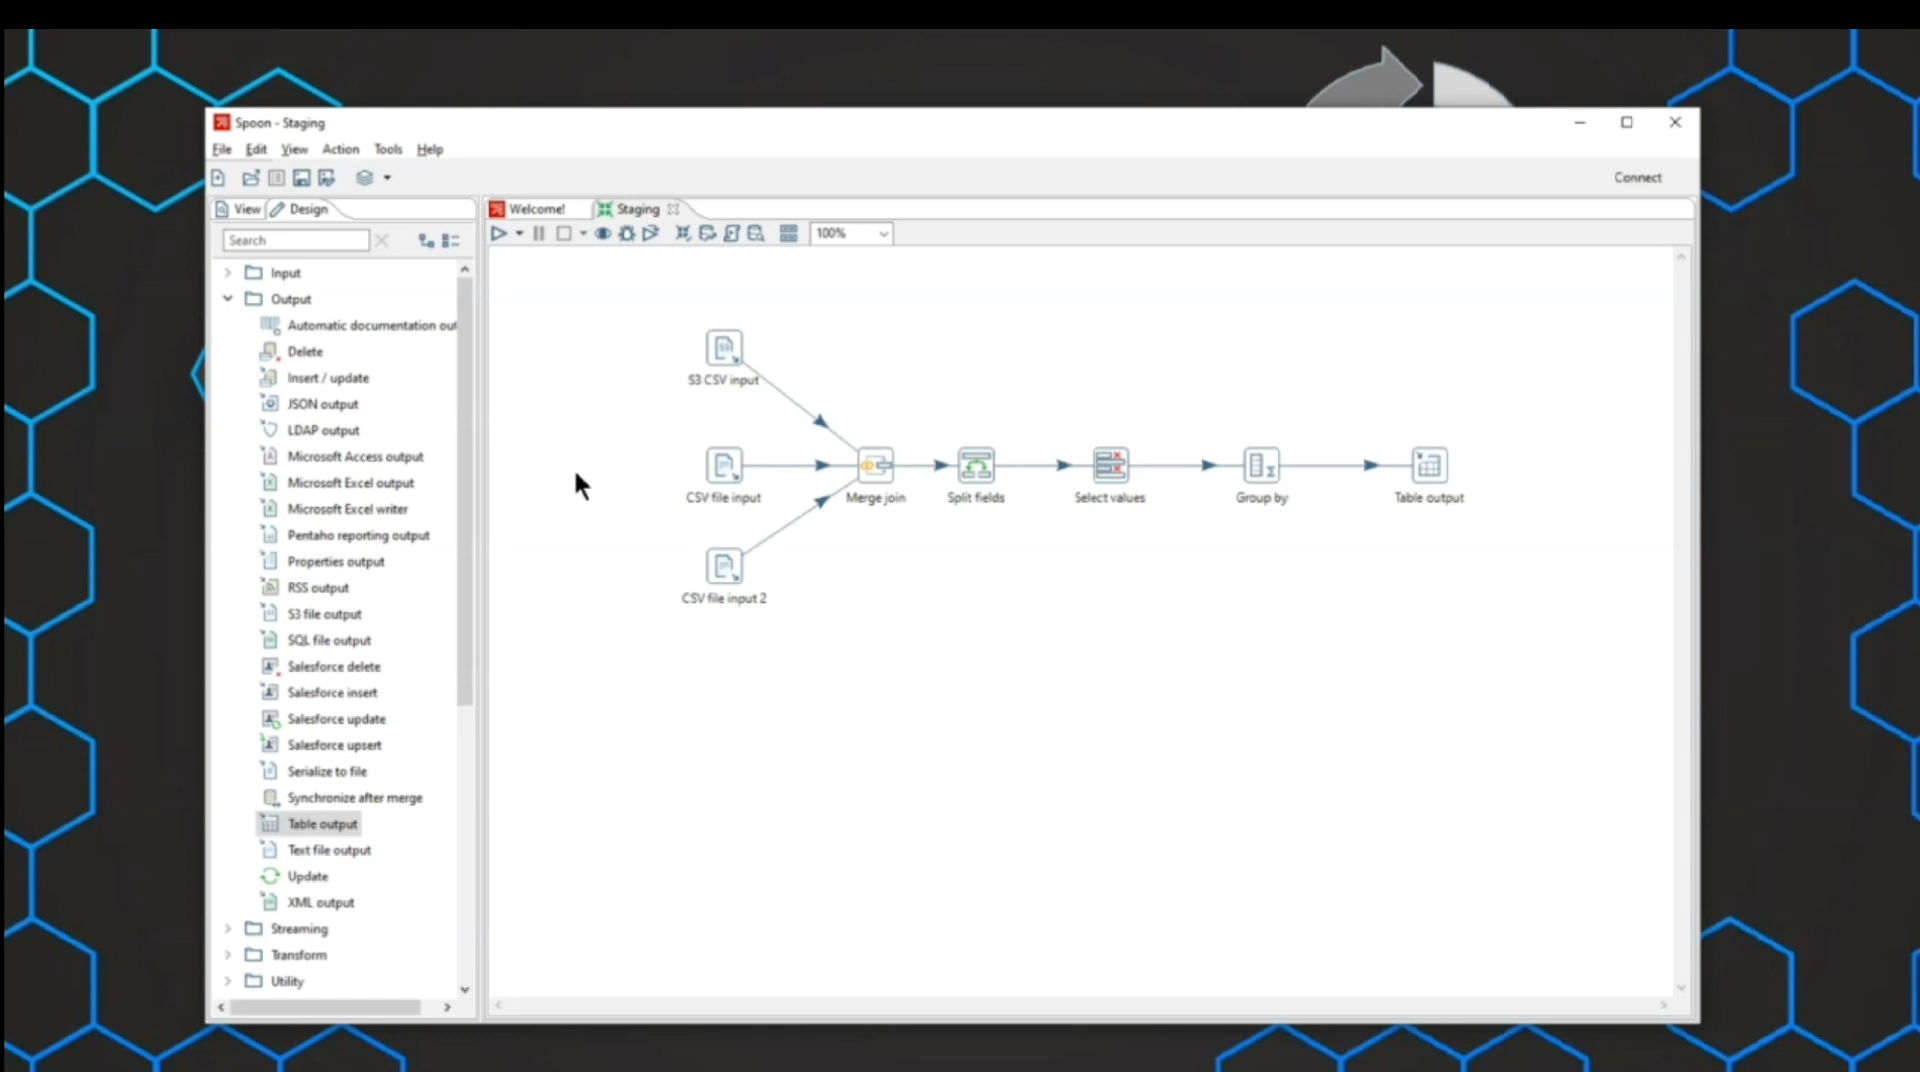 Spoon - Staging
File Edit View Action Tools Help
Connect
View Design
Welcome! Staging
Search
100%
Input
Output
Automatic documentation out
Delete
Insert / update
JSON output
LDAP output
Microsoft Access output
Microsoft Excel output
Microsoft Excel writer
Pentaho reporting output
Properties output
RSS output
S3 file output
SQL file output
Salesforce delete
Salesforce insert
Salesforce update
Salesforce upsert
Serialize to file
Synchronize after merge
Table output
Text file output
Update
XML output
Streaming
Transform
Utility
S3 CSV input
CSV file input Merge join Split fields Select values Group by Table output
CSV file input 2